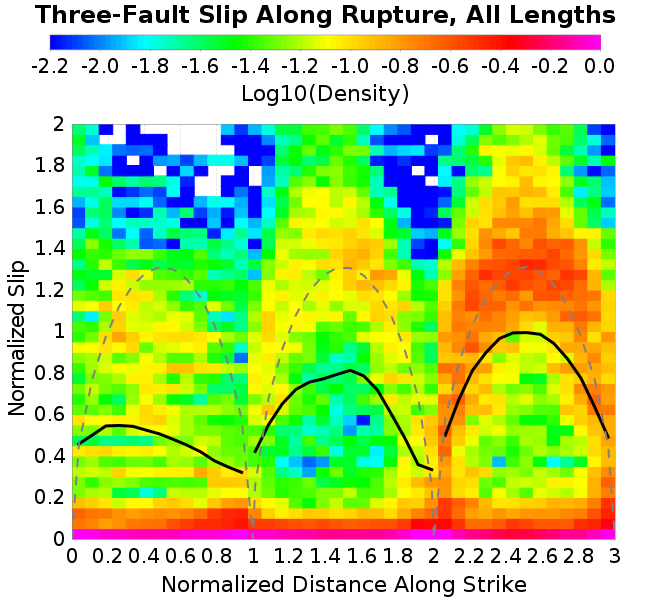 Three-Fault Slip Along Rupture, All Lengths
-2.2 -2.0 -1.8 -1.6 -1.4 -1.2 -1.0 -0.8 -0.6 -0.4 -0.2 0.0
Log10(Density)
Normalized Slip
2
1.8
1.6
1.4
1.2
1
0.8
0.6
0.4
0.2
0
0 0.2 0.4 0.6 0.8 1 1.2 1.4 1.6 1.8 2 2.2 2.4 2.6 2.8 3
Normalized Distance Along Strike